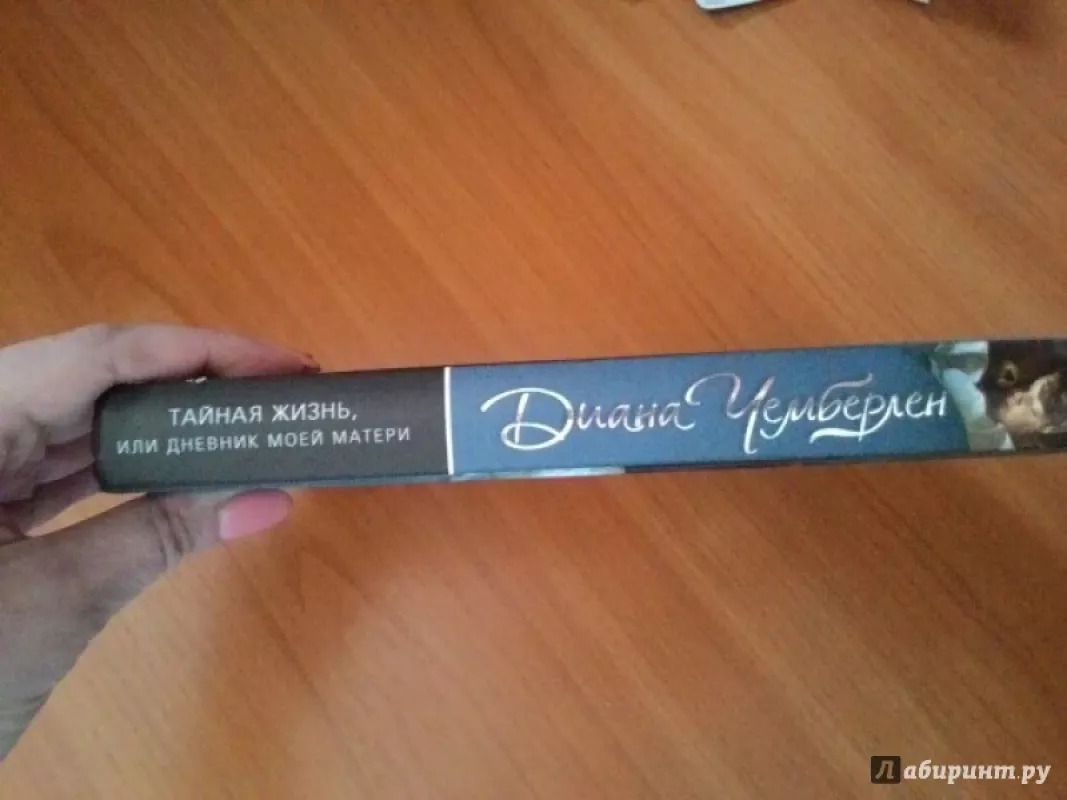 ТАЙНАЯ ЖИЗНЬ,
ИЛИ ДНЕВНИК МОЕЙ МАТЕРИ
Диана Чемберлен
Лабиринт.ру